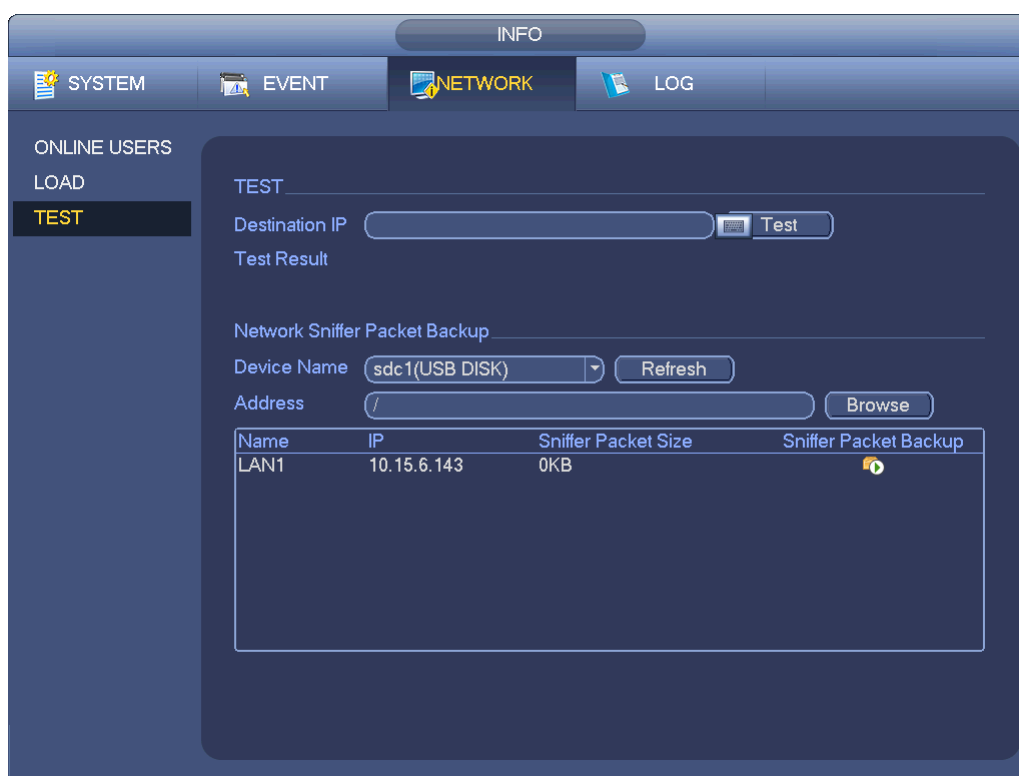 INFO
SYSTEM EVENT NETWORK LOG
ONLINE USERS
LOAD
TEST
TEST
Destination IP Test
Test Result
Network Sniffer Packet Backup
Device Name sdc1(USB DISK) Refresh
Address / Browse
Name IP Sniffer Packet Size Sniffer Packet Backup
LAN1 10.15.6.143 0KB